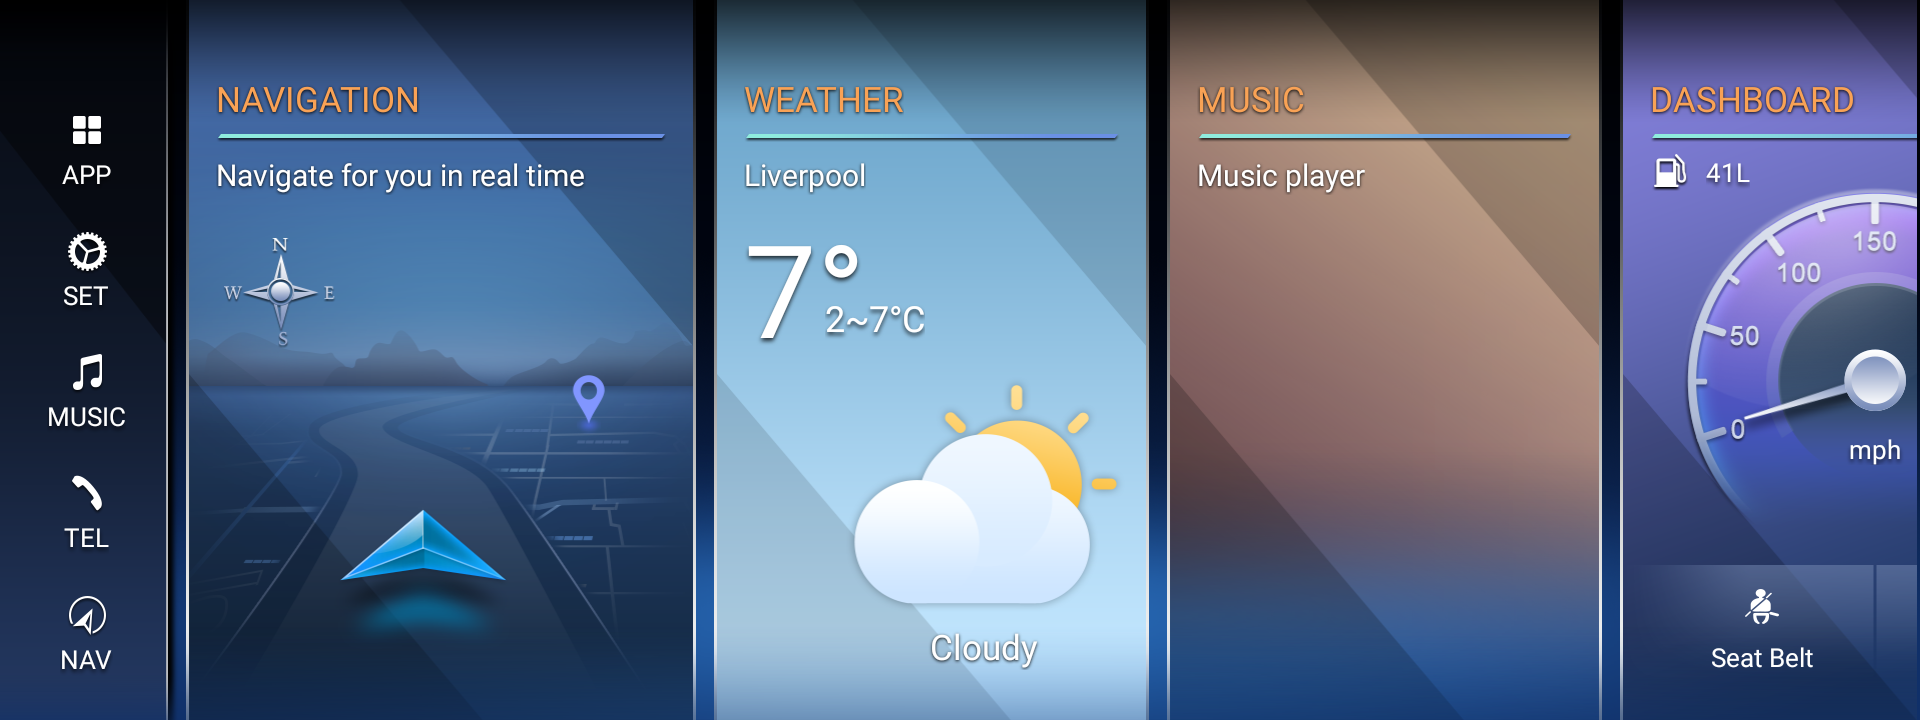 APP
SET
MUSIC
TEL
NAV
NAVIGATION
Navigate for you in real time
N
W E
S
WEATHER
Liverpool
7°
2~7°C
Cloudy
MUSIC
Music player
DASHBOARD
41L
150
100
50
0
mph
Seat Belt